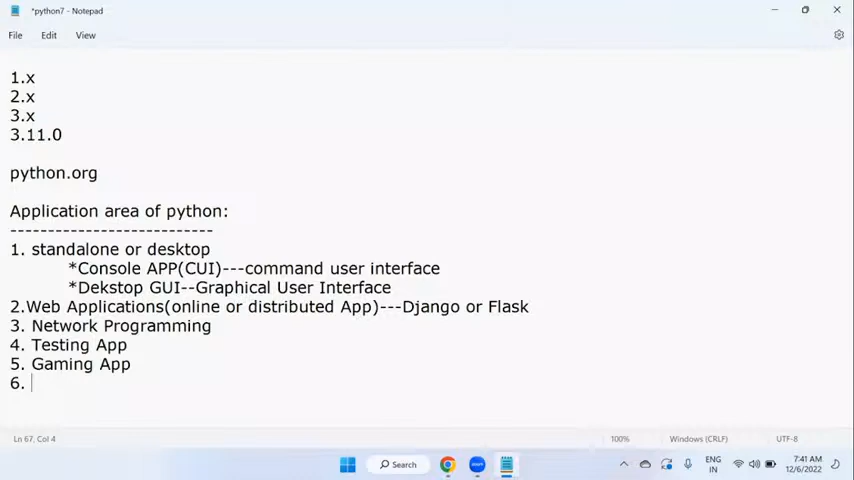 *python7 - Notepad
File Edit View
1.x
2.x
3.x
3.11.0
python.org
Application area of python:
---------------------------
1. standalone or desktop
*Console APP(CUI)---command user interface
*Dekstop GUI--Graphical User Interface
2.Web Applications(online or distributed App)---Django or Flask
3. Network Programming
4. Testing App
5. Gaming App
6.
Ln 67, Col 4 100% Windows (CRLF) UTF-8
Search ENG IN 7:41 AM 12/6/2022